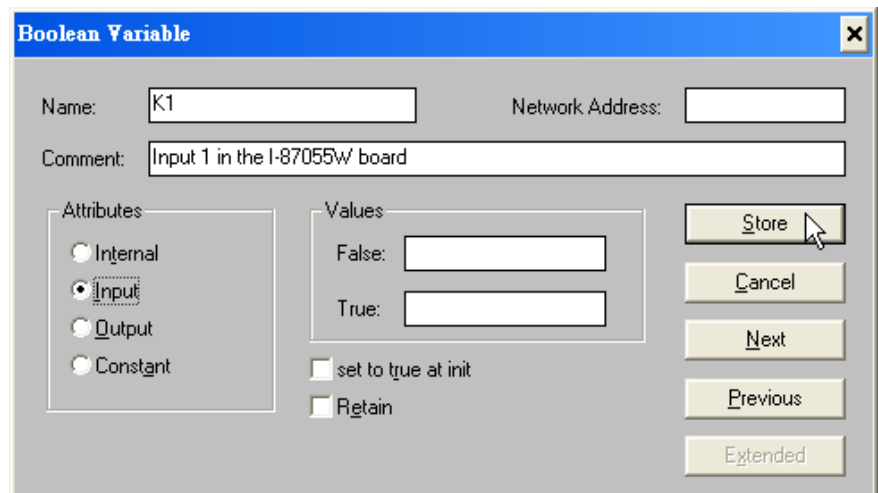 Boolean Variable
Name: K1 Network Address:
Comment: Input 1 in the I-87055W board
Attributes
Internal
Input
Output
Constant
Values
False:
True:
set to true at init
Retain
Store
Cancel
Next
Previous
Extended